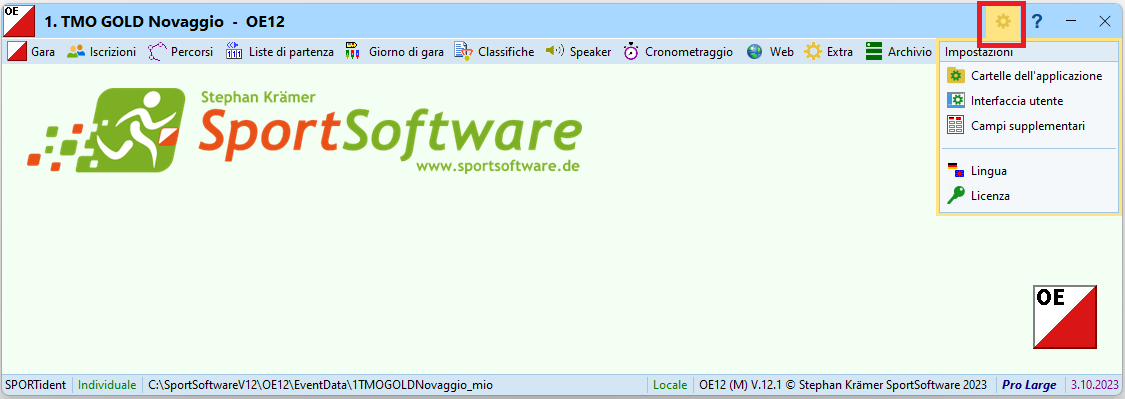 OE
1. TMO GOLD Novaggio - OE12
?
Gara Iscrizioni Percorsi Liste di partenza Giorno di gara Classifiche Speaker Cronometraggio Web Extra Archivio
Impostazioni
Cartelle dell'applicazione
Interfaccia utente
Campi supplementari
Lingua
Licenza
Stephan Krämer
SportSoftware
www.sportsoftware.de
OE
SPORTident Individuale C:\SportSoftwareV12\OE12\EventData\1TMOGOLDNovaggio_mio Locale OE12 (M) V.12.1 © Stephan Krämer SportSoftware 2023 Pro Large 3.10.2023